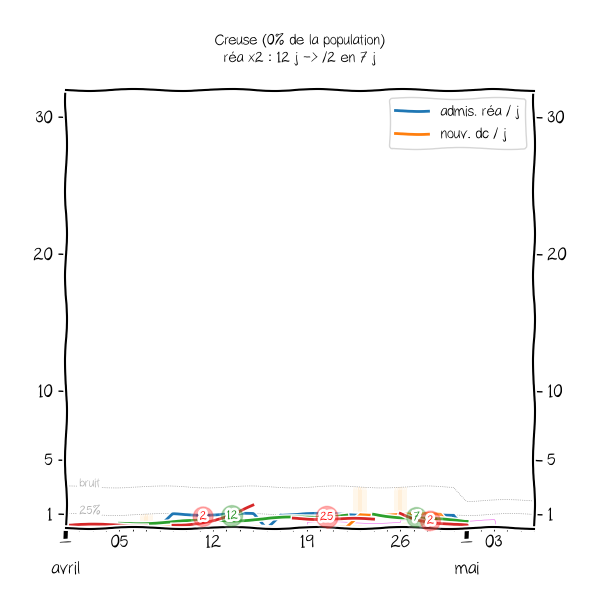 Creuse (0% de la population)
réa x2 : 12 j -> /2 en 7 j
admis. réa / j
nouv. dc / j
30 30
20 20
10 10
5 5
bruit
25%
1 1
2 12 25 7 2
05 12 19 26 03
avril mai